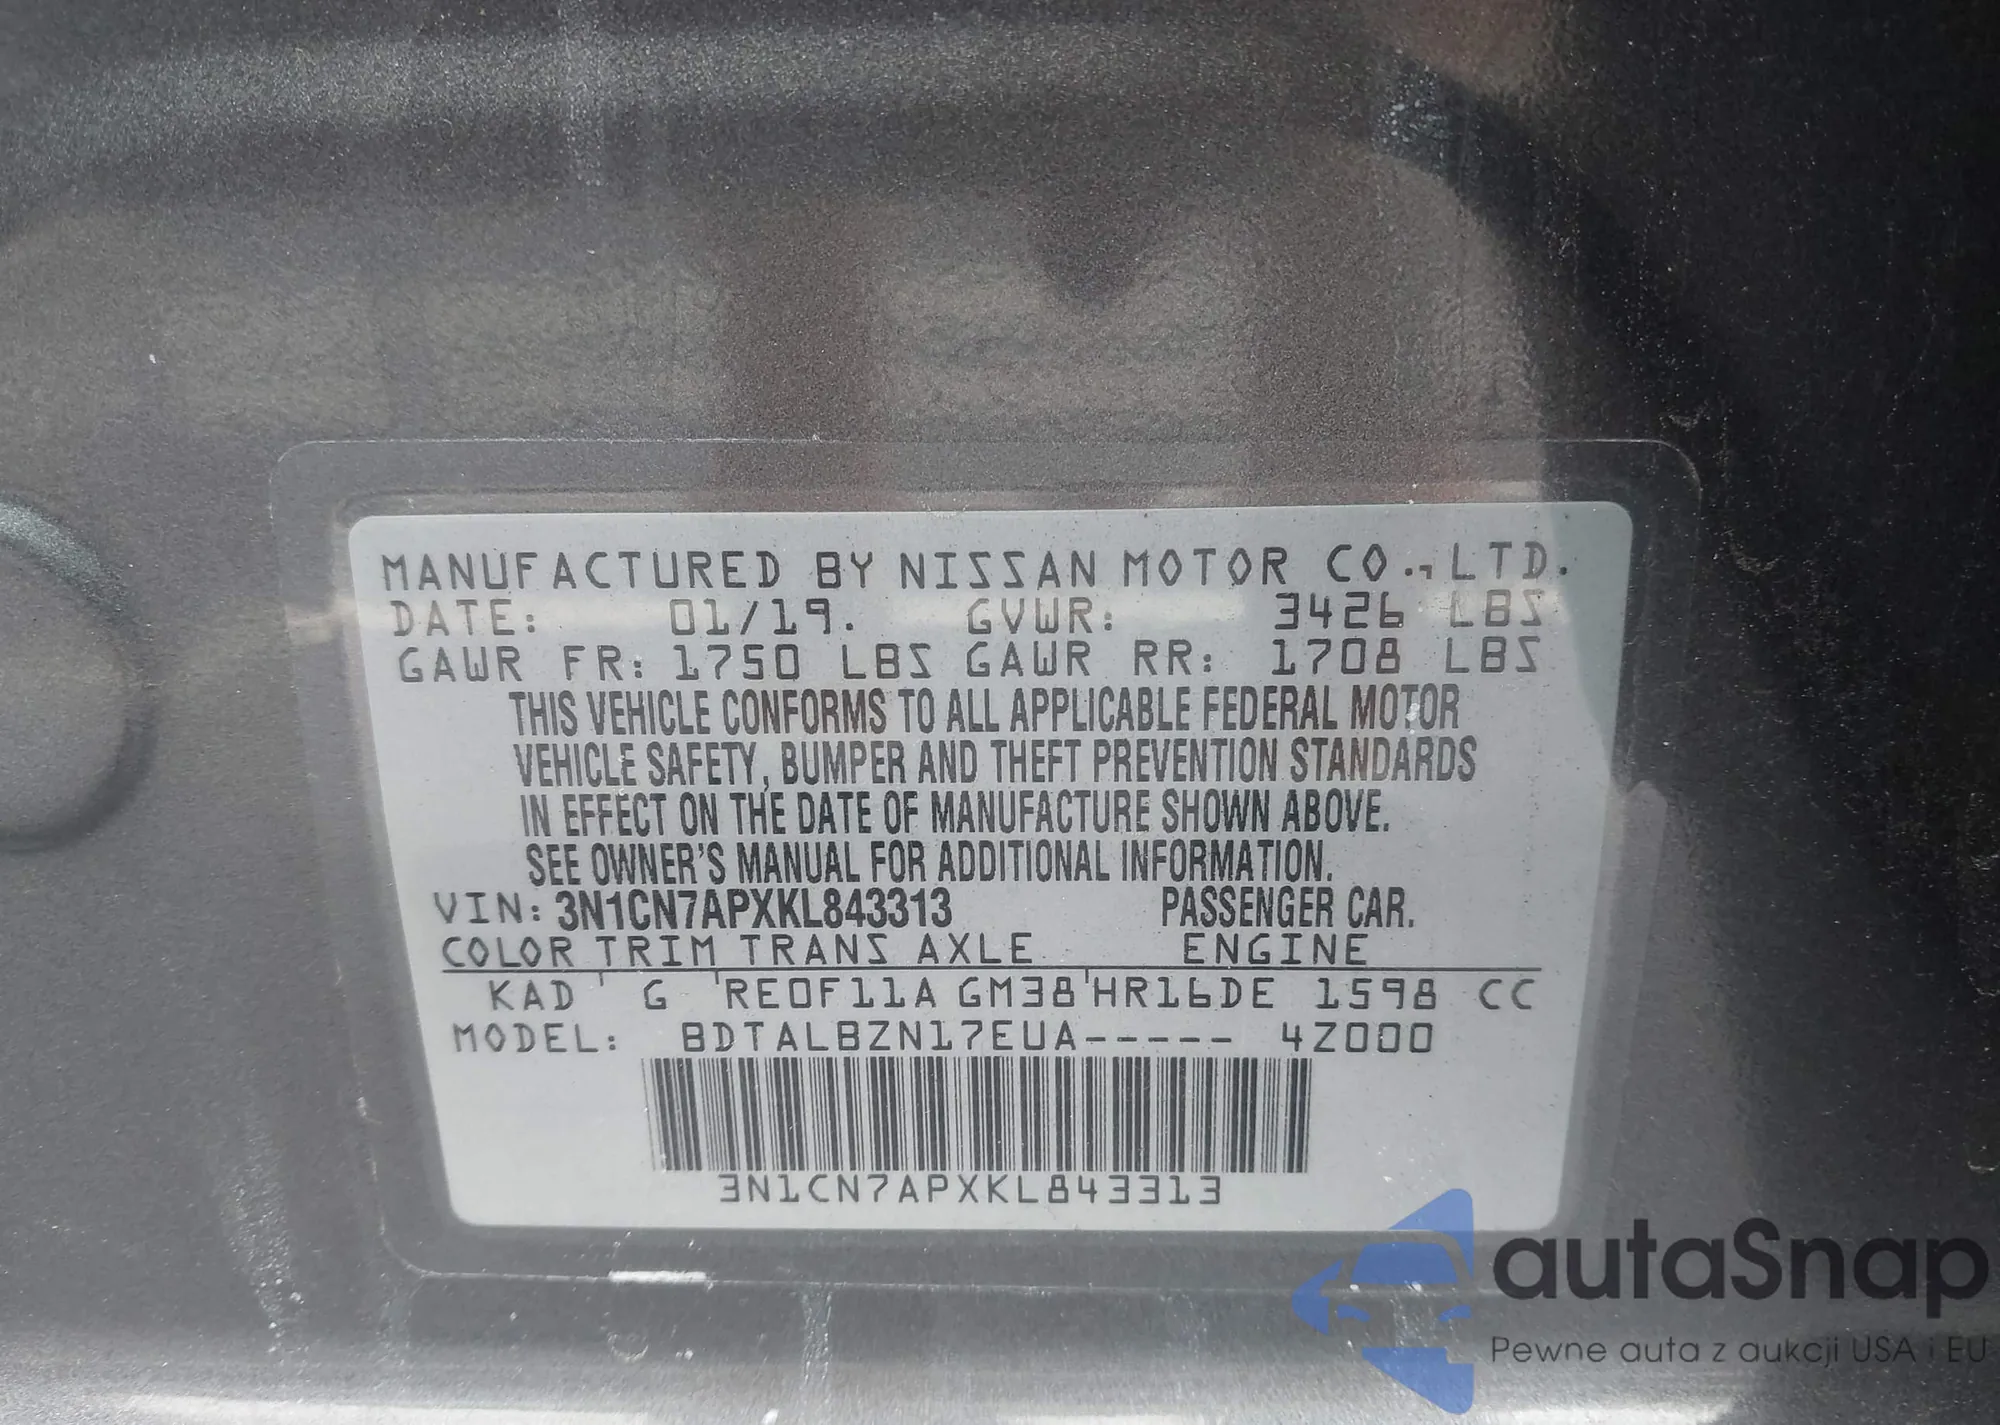 MANUFACTURED BY NISSAN MOTOR CO., LTD.
DATE: 01/19. GVWR: 3426 LBS
GAWR FR: 1750 LBS GAWR RR: 1708 LBS
THIS VEHICLE CONFORMS TO ALL APPLICABLE FEDERAL MOTOR
VEHICLE SAFETY, BUMPER AND THEFT PREVENTION STANDARDS
IN EFFECT ON THE DATE OF MANUFACTURE SHOWN ABOVE.
SEE OWNER'S MANUAL FOR ADDITIONAL INFORMATION.
VIN: 3N1CN7APXKL843313 PASSENGER CAR.
COLOR TRIM TRANS AXLE ENGINE
KAD G RE0F11A GM38 HR16DE 1598 CC
MODEL: BDTALBZN17EUA----- 4Z000
3N1CN7APXKL843313
autaSnap
Pewne auta z aukcji USA i EU